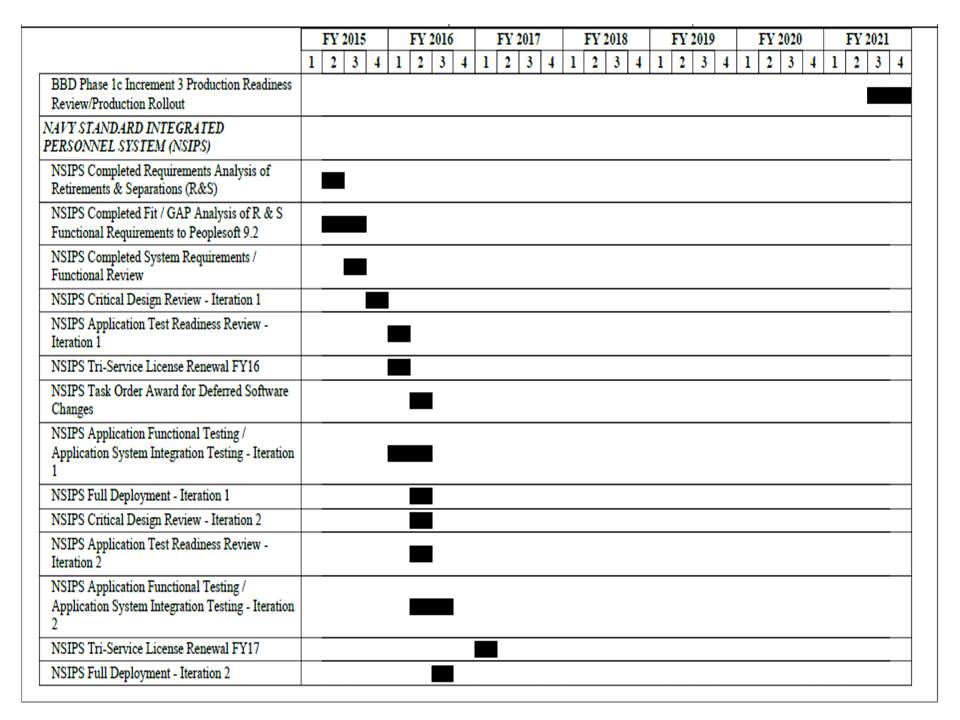 FY 2015 FY 2016 FY 2017 FY 2018 FY 2019 FY 2020 FY 2021
1 2 3 4 1 2 3 4 1 2 3 4 1 2 3 4 1 2 3 4 1 2 3 4 1 2 3 4
BBD Phase 1c Increment 3 Production Readiness
Review/Production Rollout
NAVY STANDARD INTEGRATED
PERSONNEL SYSTEM (NSIPS)
NSIPS Completed Requirements Analysis of
Retirements & Separations (R&S)
NSIPS Completed Fit / GAP Analysis of R & S
Functional Requirements to Peoplesoft 9.2
NSIPS Completed System Requirements /
Functional Review
NSIPS Critical Design Review - Iteration 1
NSIPS Application Test Readiness Review -
Iteration 1
NSIPS Tri-Service License Renewal FY16
NSIPS Task Order Award for Deferred Software
Changes
NSIPS Application Functional Testing /
Application System Integration Testing - Iteration
1
NSIPS Full Deployment - Iteration 1
NSIPS Critical Design Review - Iteration 2
NSIPS Application Test Readiness Review -
Iteration 2
NSIPS Application Functional Testing /
Application System Integration Testing - Iteration
2
NSIPS Tri-Service License Renewal FY17
NSIPS Full Deployment - Iteration 2